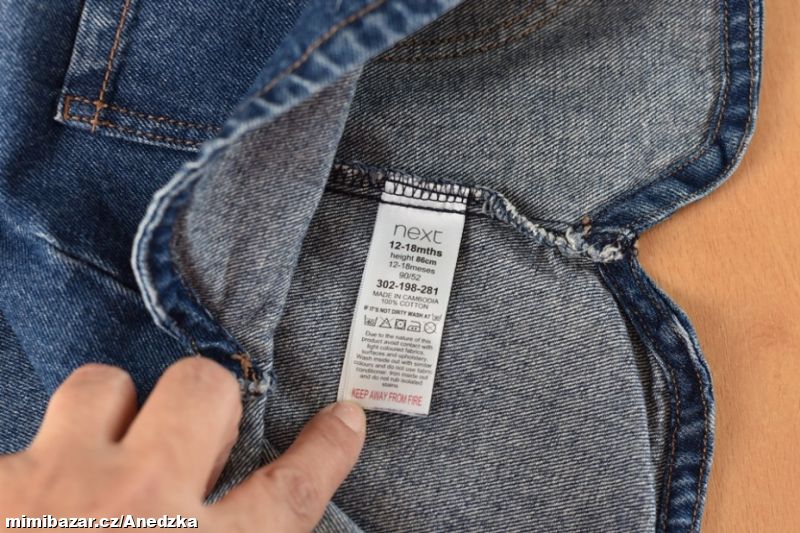 next
12-18mths
height 86cm
12-18meses
90/52
302-198-281
MADE IN CAMBODIA
100% COTTON
IF IT'S NOT DIRTY WASH AT
Due to the nature of this
product avoid contact with
light coloured fabrics,
surfaces and upholstery.
Wash inside out with similar
colours and do not use fabric
conditioner. Iron inside out
and do not rub isolated
stains.
KEEP AWAY FROM FIRE
mimibazar.cz/Anedzka